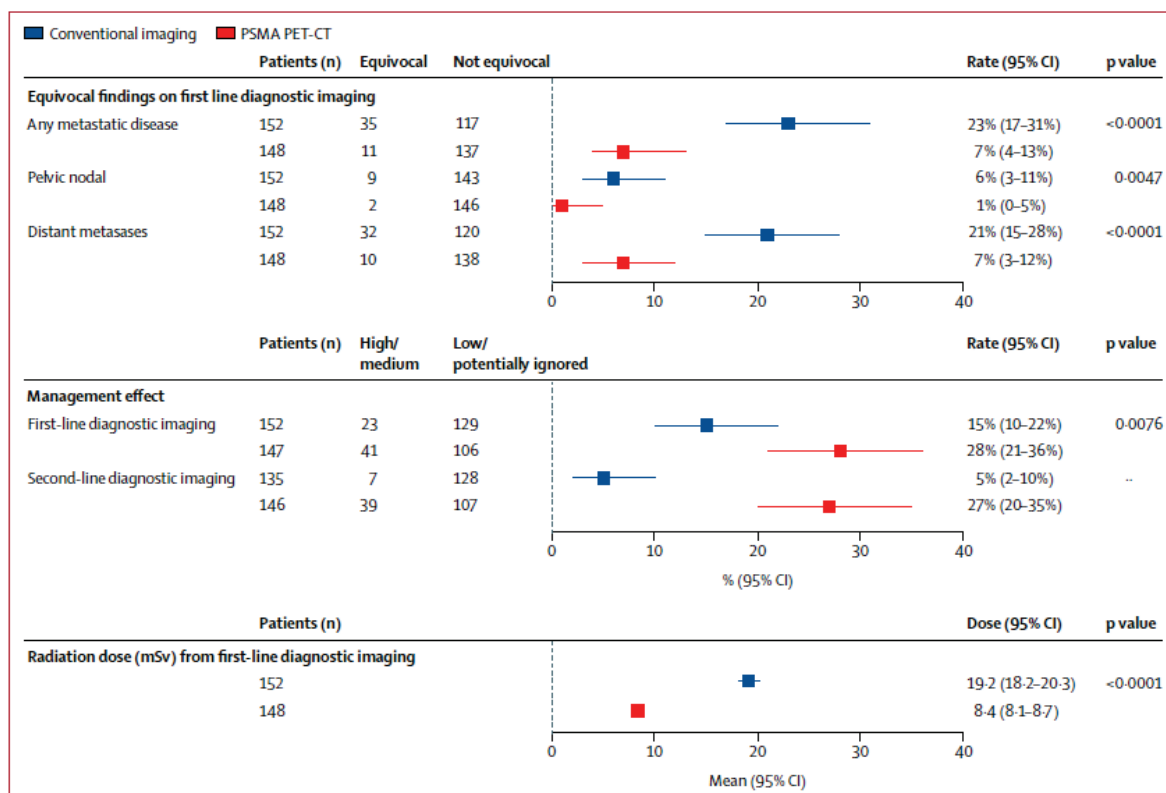 Conventional imaging PSMA PET-CT
Patients (n) Equivocal Not equivocal Rate (95% CI) p value
Equivocal findings on first line diagnostic imaging
Any metastatic disease 152 35 117 23% (17–31%) <0·0001
148 11 137 7% (4–13%)
Pelvic nodal 152 9 143 6% (3–11%) 0·0047
148 2 146 1% (0–5%)
Distant metasases 152 32 120 21% (15–28%) <0·0001
148 10 138 7% (3–12%)
0 10 20 30 40
Patients (n) High/ Low/ Rate (95% CI) p value
medium potentially ignored
Management effect
First-line diagnostic imaging 152 23 129 15% (10–22%) 0·0076
147 41 106 28% (21–36%)
Second-line diagnostic imaging 135 7 128 5% (2–10%) ··
146 39 107 27% (20–35%)
0 10 20 30 40
% (95% CI)
Patients (n) Dose (95% CI) p value
Radiation dose (mSv) from first-line diagnostic imaging
152 19·2 (18·2–20·3) <0·0001
148 8·4 (8·1–8·7)
0 10 20 30 40
Mean (95% CI)